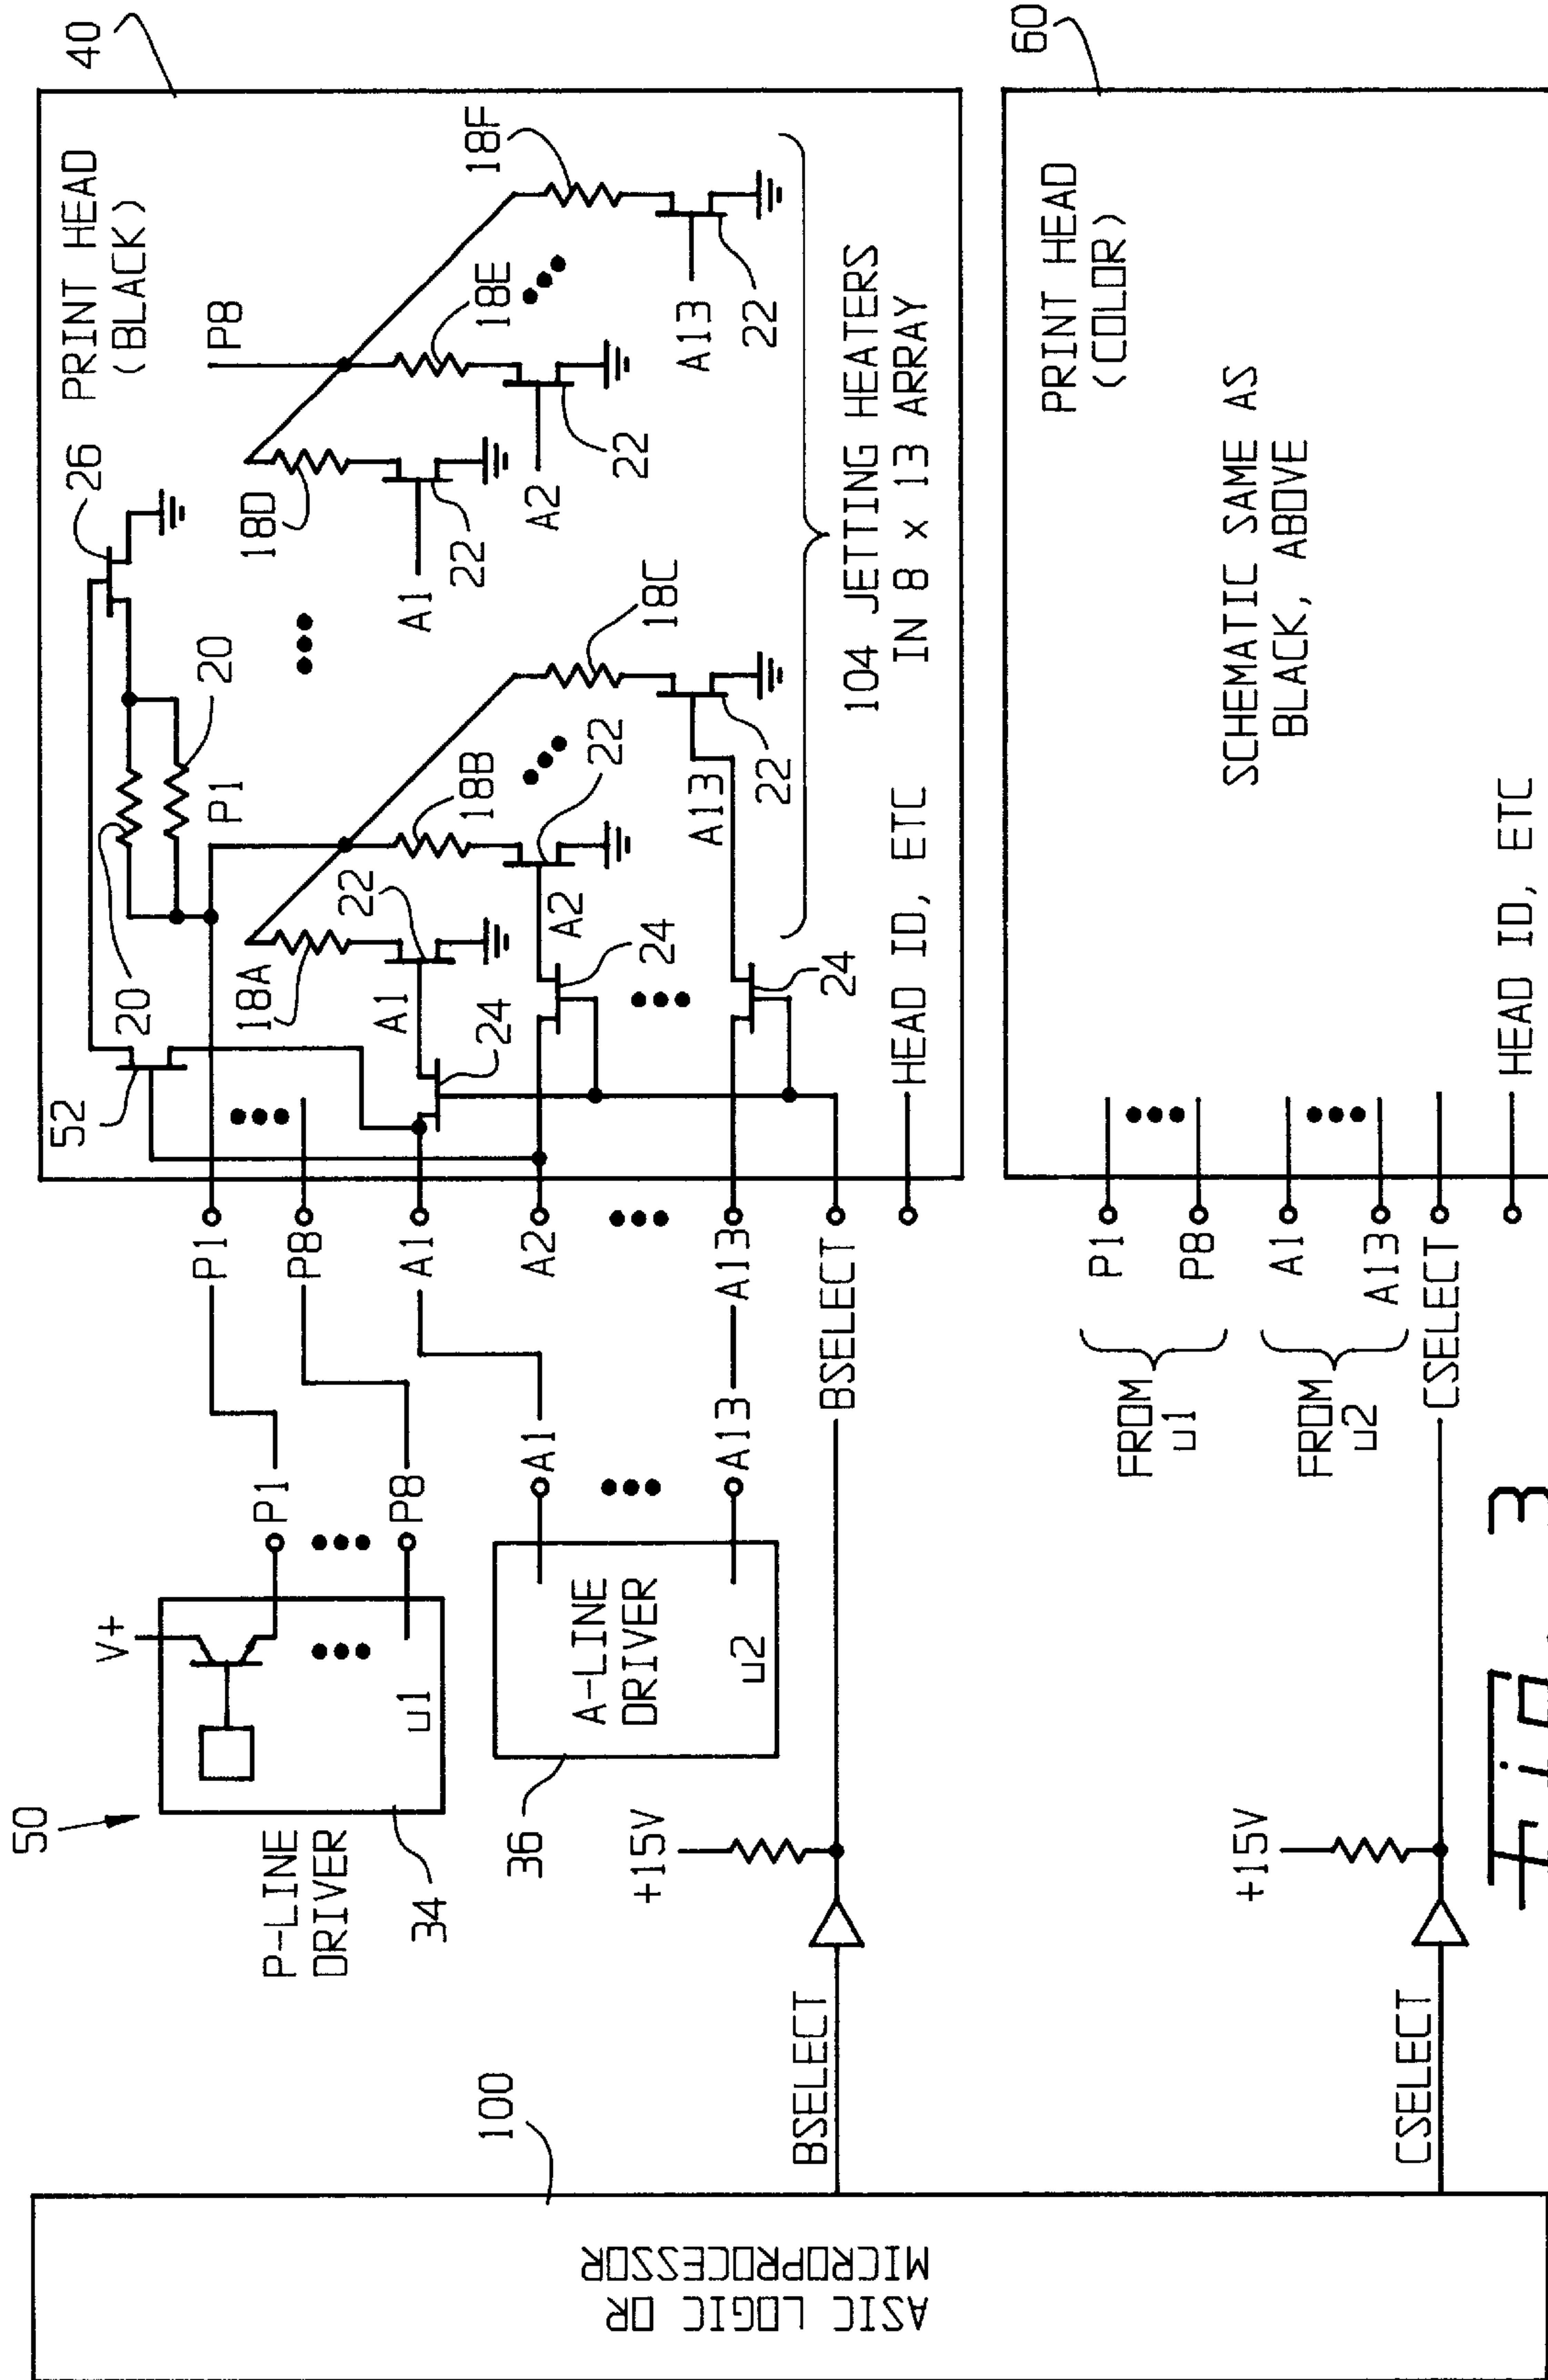 50
P-LINE
DRIVER
34
V+
u1
P1
P8
P1
P8
A-LINE
DRIVER
u2
36
A1
A13
A1
A2
A13
+15V
BSELECT
BSELECT
100
ASIC LOGIC OR
MICROPROCESSOR
40
PRINT HEAD
(BLACK)
52
20
20
26
P1
P8
18A
22
A1
24
18B
22
A2
24
18C
22
A13
24
18D
22
A1
18E
22
A2
18F
22
A13
104 JETTING HEATERS
IN 8 x 13 ARRAY
HEAD ID, ETC
60
PRINT HEAD
(COLOR)
SCHEMATIC SAME AS
BLACK, ABOVE
P1
P8
A1
A13
FROM
u1
FROM
u2
+15V
CSELECT
CSELECT
HEAD ID, ETC
Fig. 3